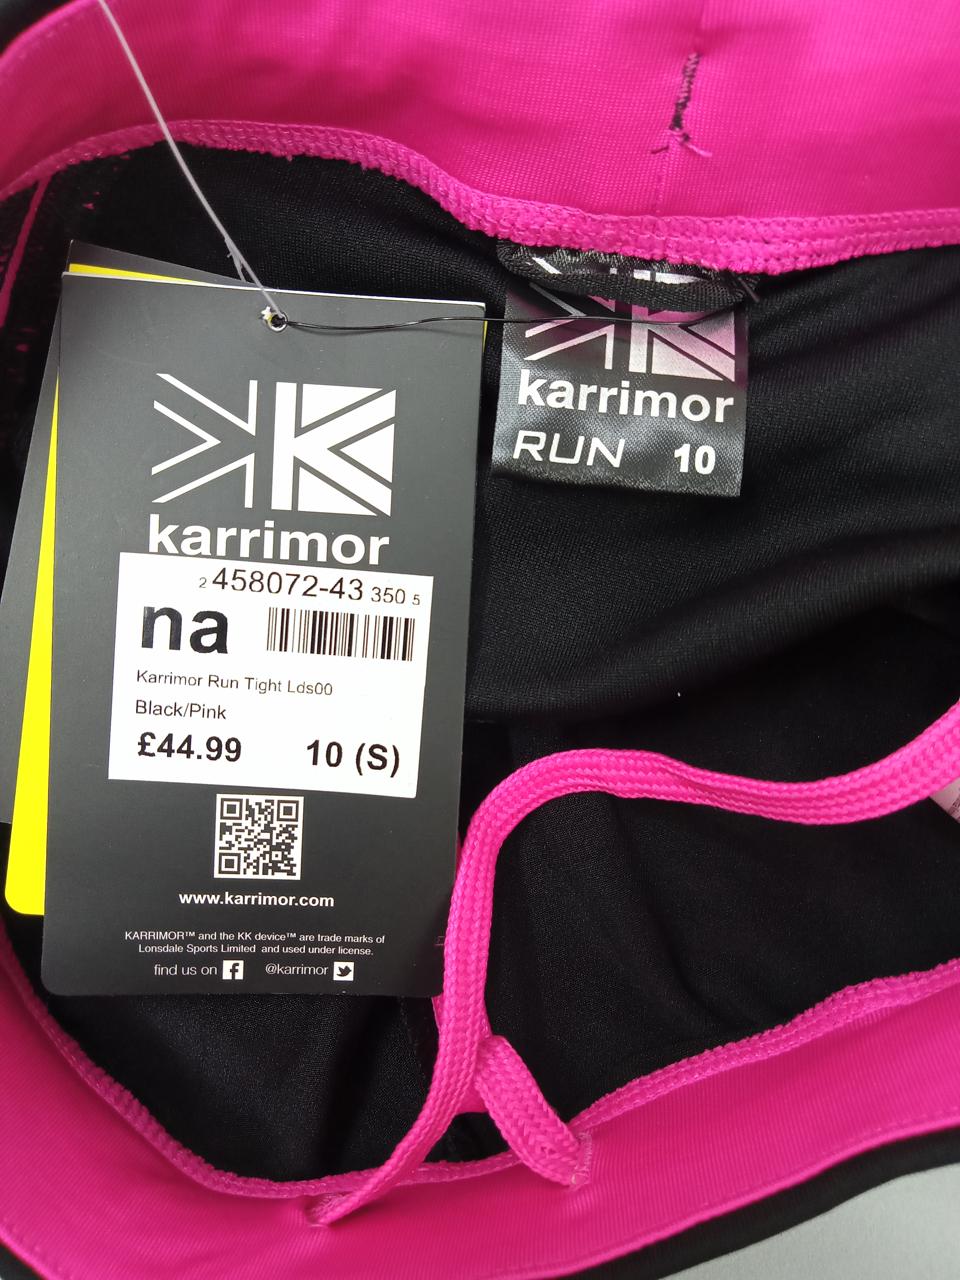 karrimor
RUN 10
karrimor
2 458072-43 350 5
na
Karrimor Run Tight Lds00
Black/Pink
£44.99 10 (S)
www.karrimor.com
KARRIMOR™ and the KK device™ are trade marks of
Lonsdale Sports Limited and used under license.
find us on f @karrimor